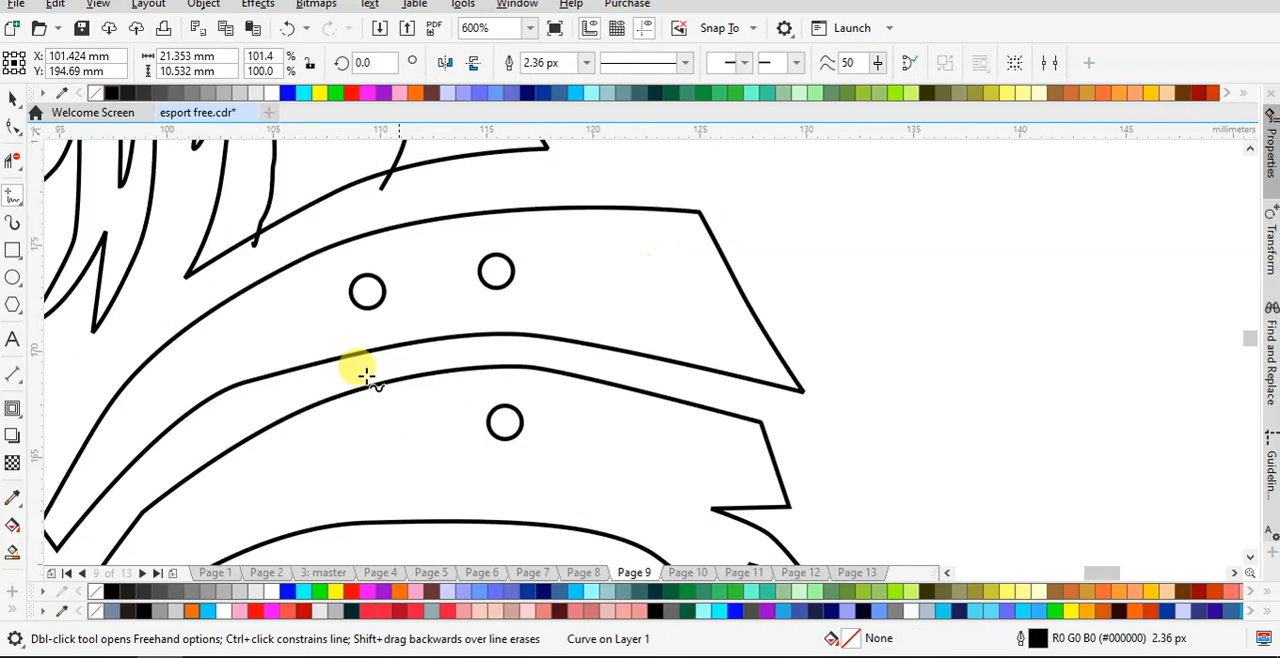 File Edit View Layout Object Effects Bitmaps Text Table Tools Window Help Purchase
PDF 600% Snap To Launch
X: 101.424 mm 21.353 mm 101.4 % 0.0 2.36 px 50
Y: 194.69 mm 10.532 mm 100.0 %
Welcome Screen esport free.cdr*
95 100 105 110 115 120 125 130 135 140 145 millimeters
175
170
165
Properties
Transform
Find and Replace
Guidelin...
9 of 13 Page 1 Page 2 3: master Page 4 Page 5 Page 6 Page 7 Page 8 Page 9 Page 10 Page 11 Page 12 Page 13
Dbl-click tool opens Freehand options; Ctrl+click constrains line; Shift+drag backwards over line erases Curve on Layer 1 None R0 G0 B0 (#000000) 2.36 px